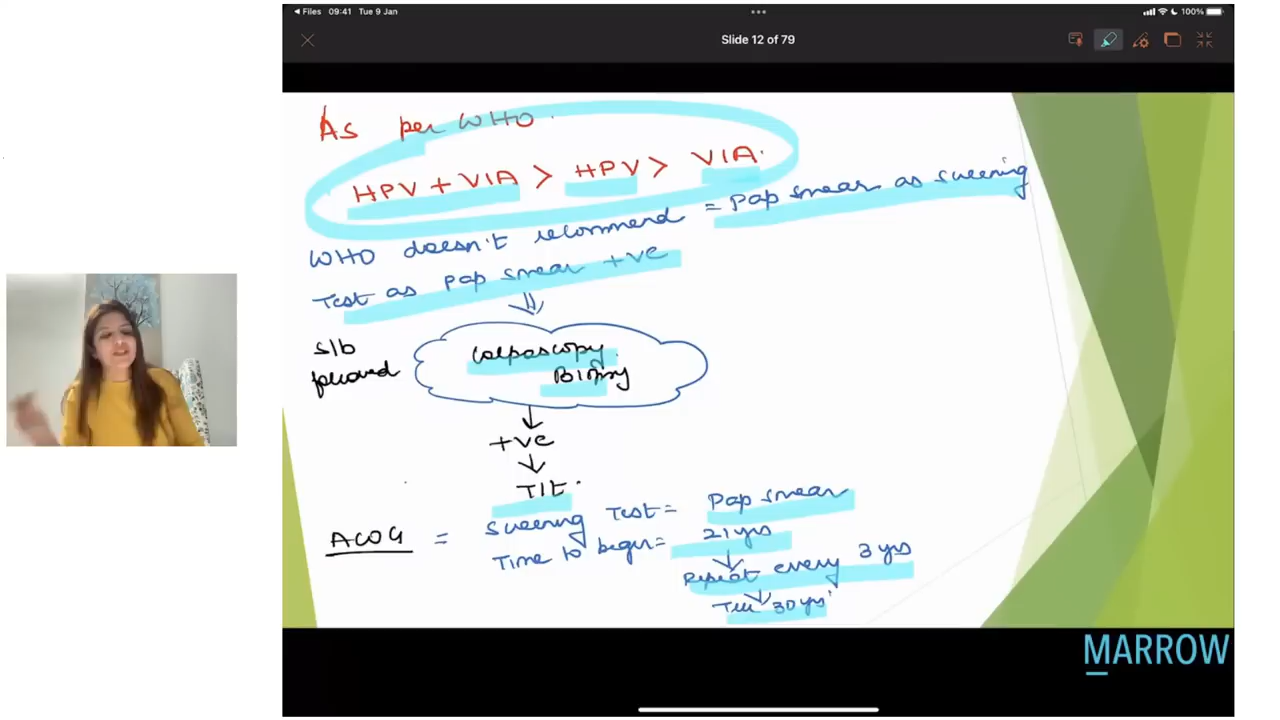 Files 09:41 Tue 9 Jan
100%
Slide 12 of 79
As per WHO.
HPV + VIA > HPV > VIA.
WHO doesn't recommend = Pap smear as screening
Test as pap smear +ve
s/b
proved
Colposcopy
Biopsy
+ve
T/t.
ACOG = Screening Test = Pap smear
Time to begin = 21 yrs
Repeat every 3 yrs
Till 30 yrs
MARROW